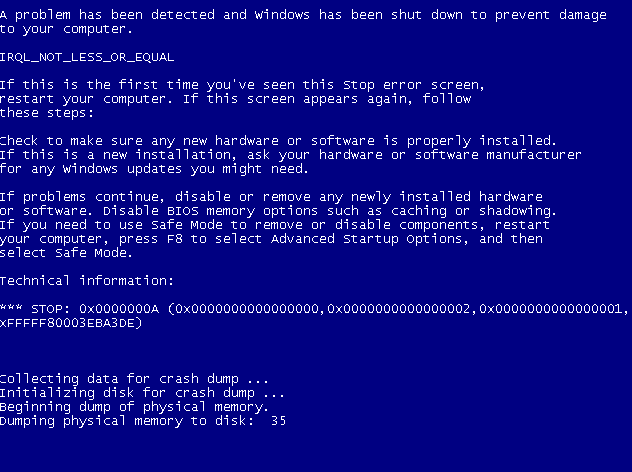 A problem has been detected and Windows has been shut down to prevent damage
to your computer.
IRQL_NOT_LESS_OR_EQUAL
If this is the first time you've seen this Stop error screen,
restart your computer. If this screen appears again, follow
these steps:
Check to make sure any new hardware or software is properly installed.
If this is a new installation, ask your hardware or software manufacturer
for any Windows updates you might need.
If problems continue, disable or remove any newly installed hardware
or software. Disable BIOS memory options such as caching or shadowing.
If you need to use Safe Mode to remove or disable components, restart
your computer, press F8 to select Advanced Startup Options, and then
select Safe Mode.
Technical information:
*** STOP: 0x0000000A (0x0000000000000000,0x0000000000000002,0x0000000000000001,
xFFFFF80003EBA3DE)
Collecting data for crash dump ...
Initializing disk for crash dump ...
Beginning dump of physical memory.
Dumping physical memory to disk:  35